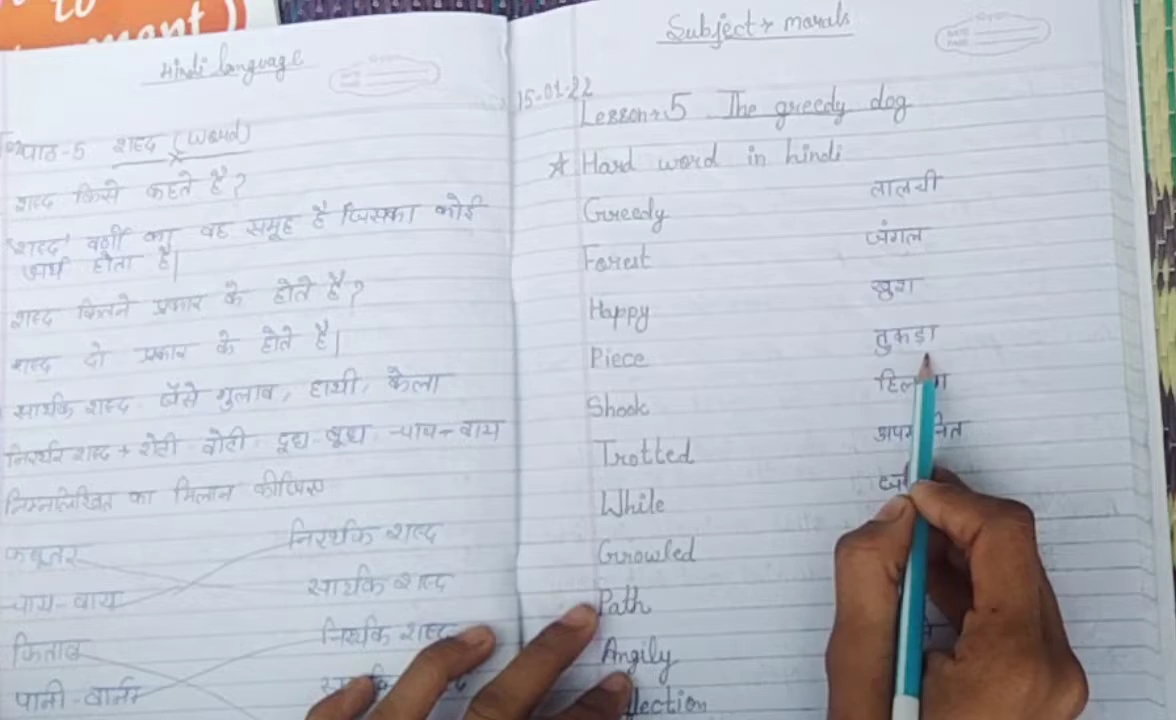 to
ment)
Hindi language
पाठ-5 शब्द (word)
शब्द किसे कहते है?
'शब्द' वर्णो का वह समूह है जिसका कोई
अर्थ होता है|
शब्द कितने प्रकार के होते है?
शब्द दो प्रकार के होते है|
सार्थक शब्द जैसे गुलाब, हाथी, केला
निरर्थक शब्द → रोटी-वोटी, दूध-बूध, चाय-वाय
निम्नलिखित का मिलान कीजिए
कबूतर निरर्थक शब्द
चाय-वाय सार्थक शब्द
किताब निरर्थक शब्द
पानी-वानी
Subject → morals
15-01-22
Lesson → 5 The greedy dog
☆ Hard word in hindi
Greedy लालची
Forest जंगल
Happy खुश
Piece तुकड़ा
Shook
Trotted
While
Growled
Path
Angily